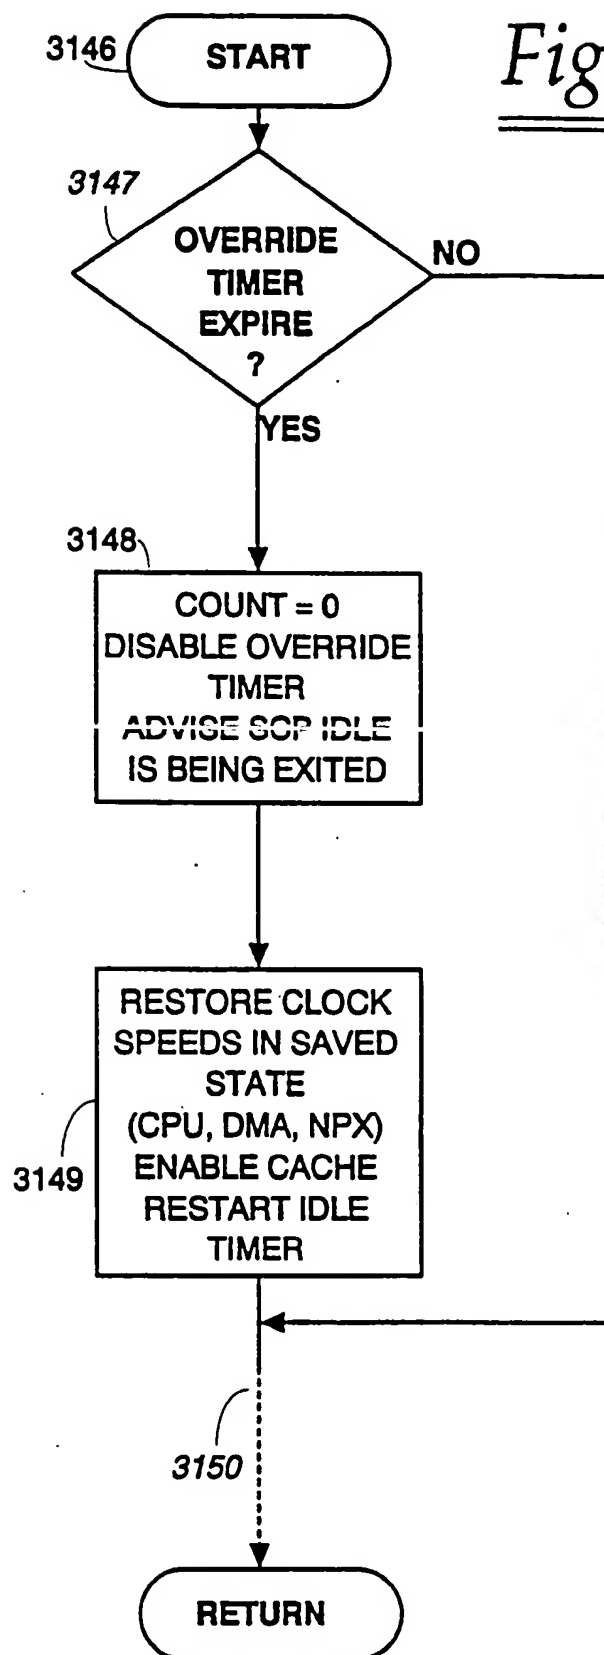 Fig
3146
START
3147
OVERRIDE
TIMER
EXPIRE
?
NO
YES
3148
COUNT = 0
DISABLE OVERRIDE
TIMER
ADVISE SCP IDLE
IS BEING EXITED
RESTORE CLOCK
SPEEDS IN SAVED
STATE
(CPU, DMA, NPX)
ENABLE CACHE
RESTART IDLE
TIMER
3149
3150
RETURN